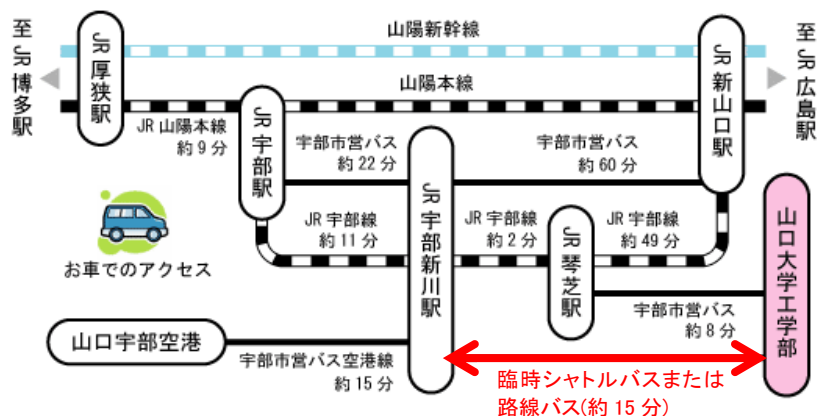 至JR博多駅
JR厚狭駅
山陽新幹線
山陽本線
JR新山口駅
至JR広島駅
JR山陽本線
約9分
JR宇部駅
宇部市営バス
約22分
宇部市営バス
約60分
JR宇部新川駅
JR宇部線
約11分
JR宇部線
約2分
JR琴芝駅
JR宇部線
約49分
山口大学工学部
お車でのアクセス
宇部市営バス
約8分
山口宇部空港
宇部市営バス空港線
約15分
臨時シャトルバスまたは
路線バス(約15分)